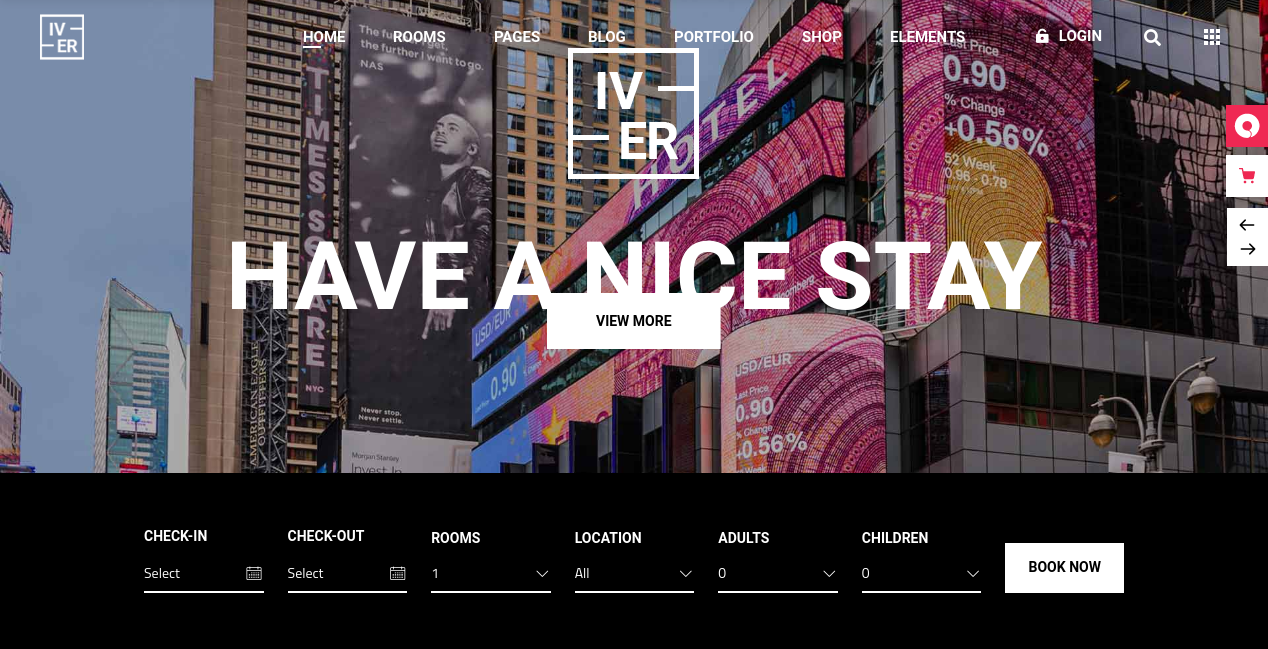 IV
ER
HOME ROOMS PAGES BLOG PORTFOLIO SHOP ELEMENTS LOGIN
IV
ER
HAVE A NICE STAY
VIEW MORE
The further I get,
the further I want to go.
NAS
TIMES SQUARE
NYC
Never stop.
Never settle.
AMERICAN EAGLE
OUTFITTERS
Morgan Stanley
Invest In
HOTEL
USD/EUR
0.90
Last Price
0.90
% Change
+0.56%
52 Week
0.96 - 0.78
USD/EUR
Last Price
0.90
% Change
+0.56%
Week
CHECK-IN CHECK-OUT ROOMS LOCATION ADULTS CHILDREN
Select Select 1 All 0 0
BOOK NOW